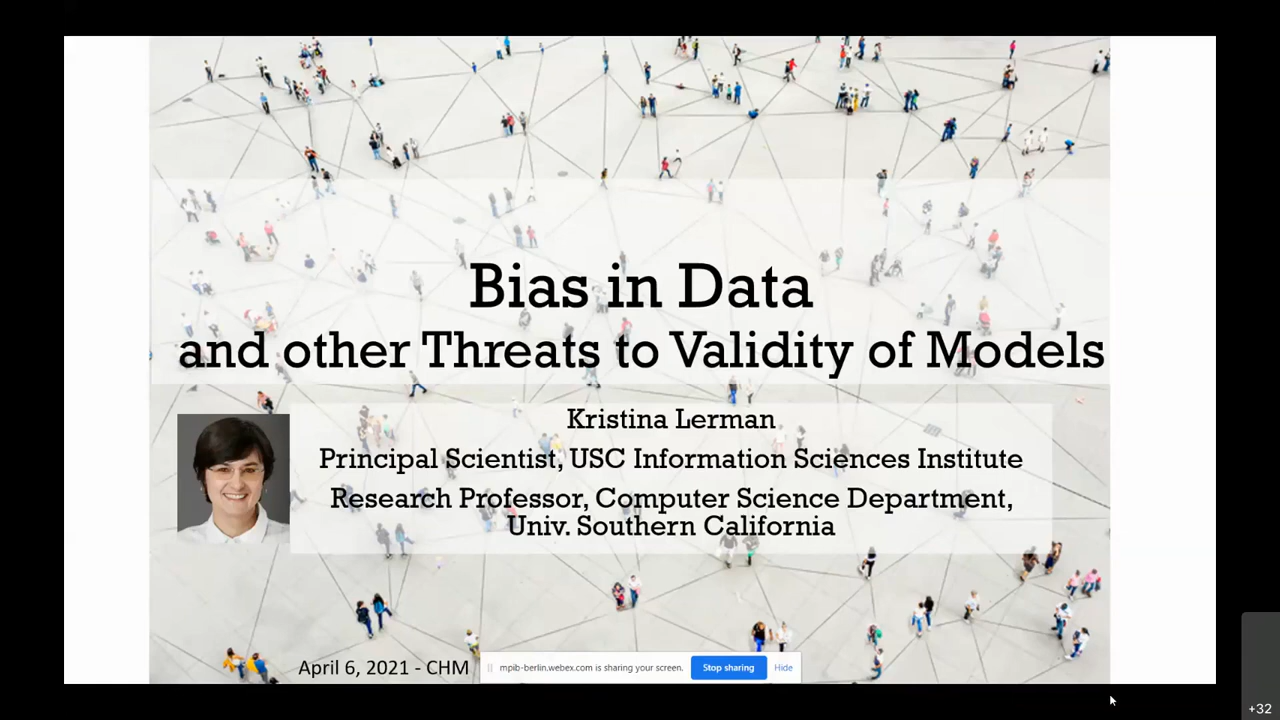 Bias in Data
and other Threats to Validity of Models
Kristina Lerman
Principal Scientist, USC Information Sciences Institute
Research Professor, Computer Science Department,
Univ. Southern California
April 6, 2021 - CHM
mpib-berlin.webex.com is sharing your screen.
Stop sharing
Hide
+32